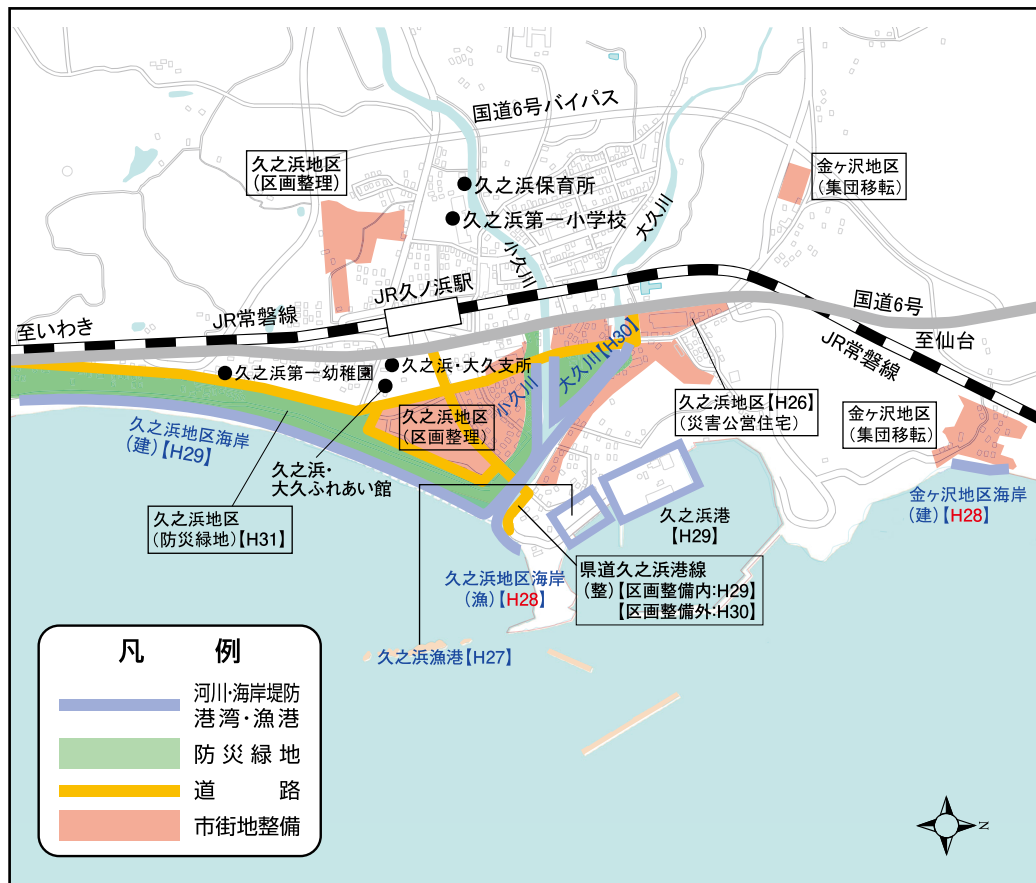 国道6号バイパス
久之浜地区
(区画整理)
金ヶ沢地区
(集団移転)
久之浜保育所
久之浜第一小学校
小久川
大久川
JR久ノ浜駅
JR常磐線
至いわき
国道6号
至仙台
JR常磐線
久之浜第一幼稚園
久之浜・大久支所
小久川
大久川【H30】
久之浜地区
(区画整理)
久之浜地区【H26】
(災害公営住宅)
金ヶ沢地区
(集団移転)
久之浜地区海岸
(建)【H29】
久之浜・
大久ふれあい館
久之浜地区
(防災緑地)【H31】
久之浜港
【H29】
金ヶ沢地区海岸
(建)【H28】
久之浜地区海岸
(漁)【H28】
県道久之浜港線
(整)【区画整備内:H29】
【区画整備外:H30】
久之浜漁港【H27】
凡 例
河川・海岸堤防
港湾・漁港
防災緑地
道 路
市街地整備
N